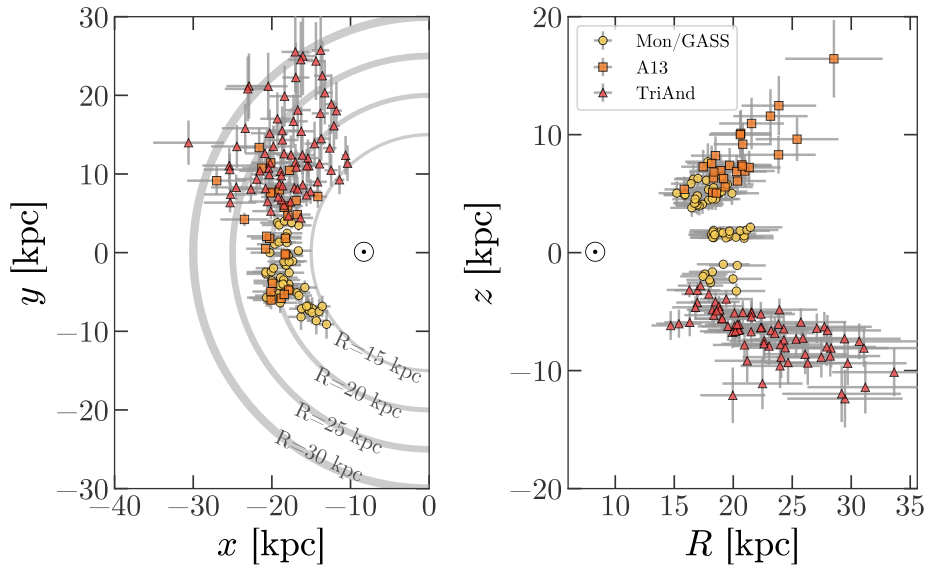 30
20
10
0
−10
−20
−30
y [kpc]
−40
−30
−20
−10
0
x [kpc]
R=15 kpc
R=20 kpc
R=25 kpc
R=30 kpc
20
10
0
−10
−20
z [kpc]
Mon/GASS
A13
TriAnd
10
15
20
25
30
35
R [kpc]